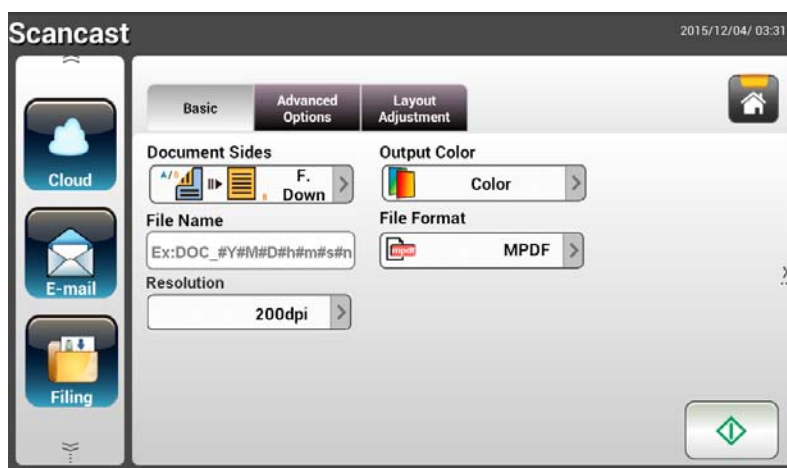 Scancast
2015/12/04/ 03:31
Cloud
E-mail
Filing
Basic
Advanced
Options
Layout
Adjustment
Document Sides
A/B
F.
Down
Output Color
Color
File Name
Ex:DOC_#Y#M#D#h#m#s#n
File Format
mpdf
MPDF
Resolution
200dpi